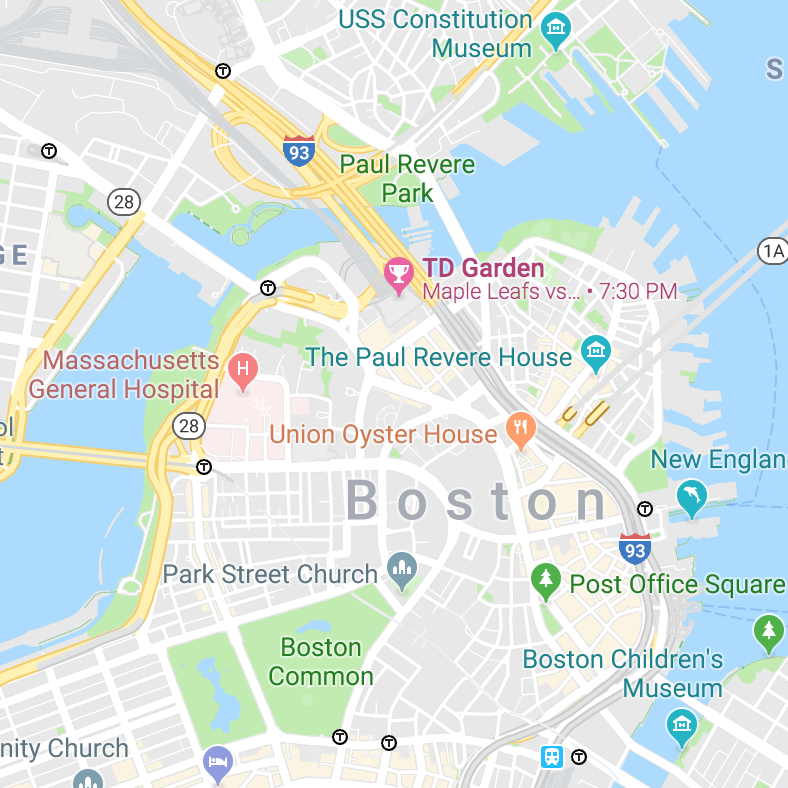 USS Constitution
Museum
S
93
Paul Revere
Park
28
1A
GE
TD Garden
Maple Leafs vs... • 7:30 PM
The Paul Revere House
Massachusetts
General Hospital
H
28
ol
t
Union Oyster House
New Englan
Boston
93
Park Street Church
Post Office Square
Boston
Common
Boston Children's
Museum
nity Church
T
T
T
T
T
T
T
T